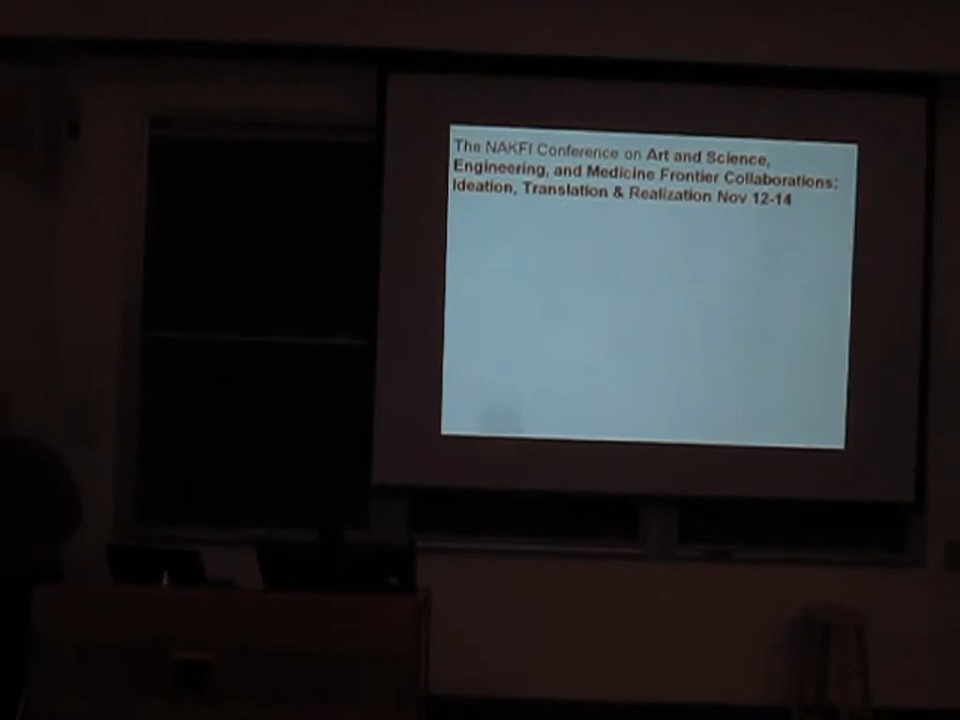 The NAKFI Conference on Art and Science,
Engineering, and Medicine Frontier Collaborations:
Ideation, Translation & Realization Nov 12-14